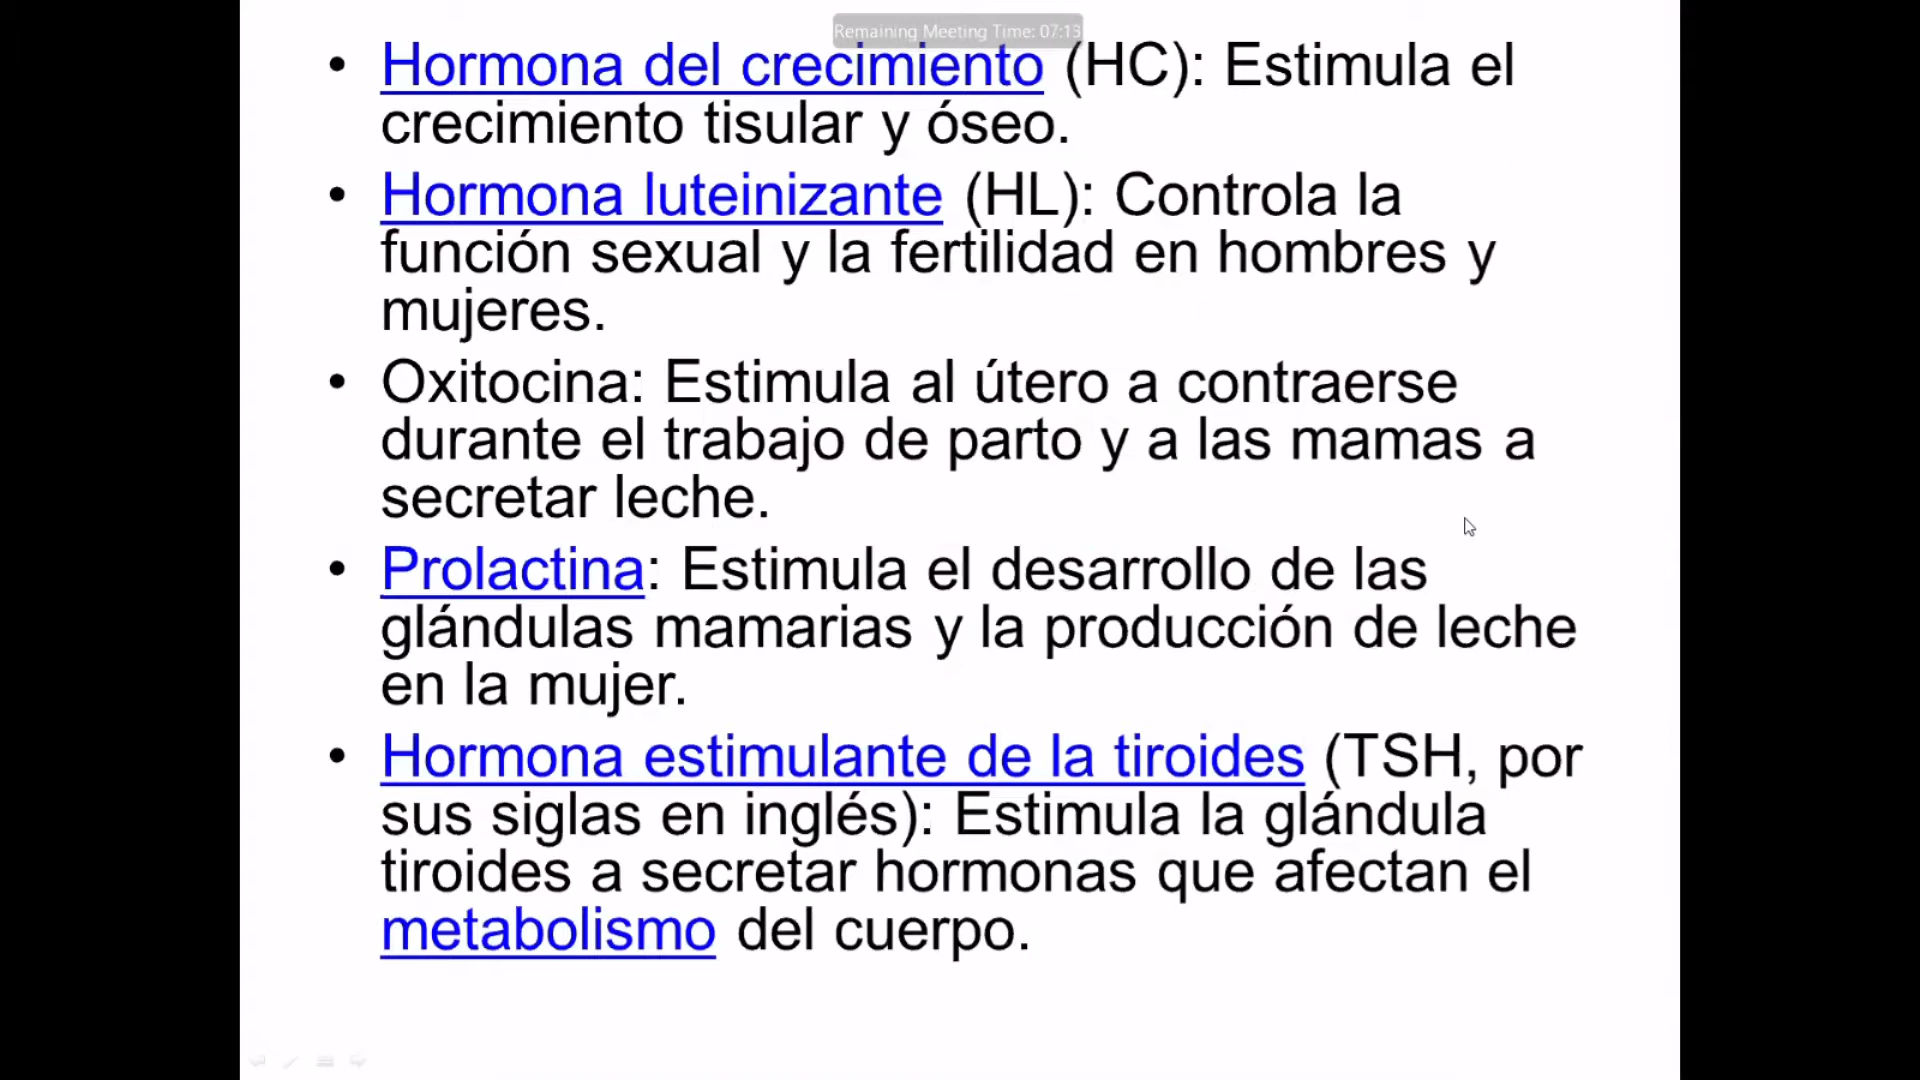 Remaining Meeting Time: 07:13
• Hormona del crecimiento (HC): Estimula el
crecimiento tisular y óseo.
• Hormona luteinizante (HL): Controla la
función sexual y la fertilidad en hombres y
mujeres.
• Oxitocina: Estimula al útero a contraerse
durante el trabajo de parto y a las mamas a
secretar leche.
• Prolactina: Estimula el desarrollo de las
glándulas mamarias y la producción de leche
en la mujer.
• Hormona estimulante de la tiroides (TSH, por
sus siglas en inglés): Estimula la glándula
tiroides a secretar hormonas que afectan el
metabolismo del cuerpo.